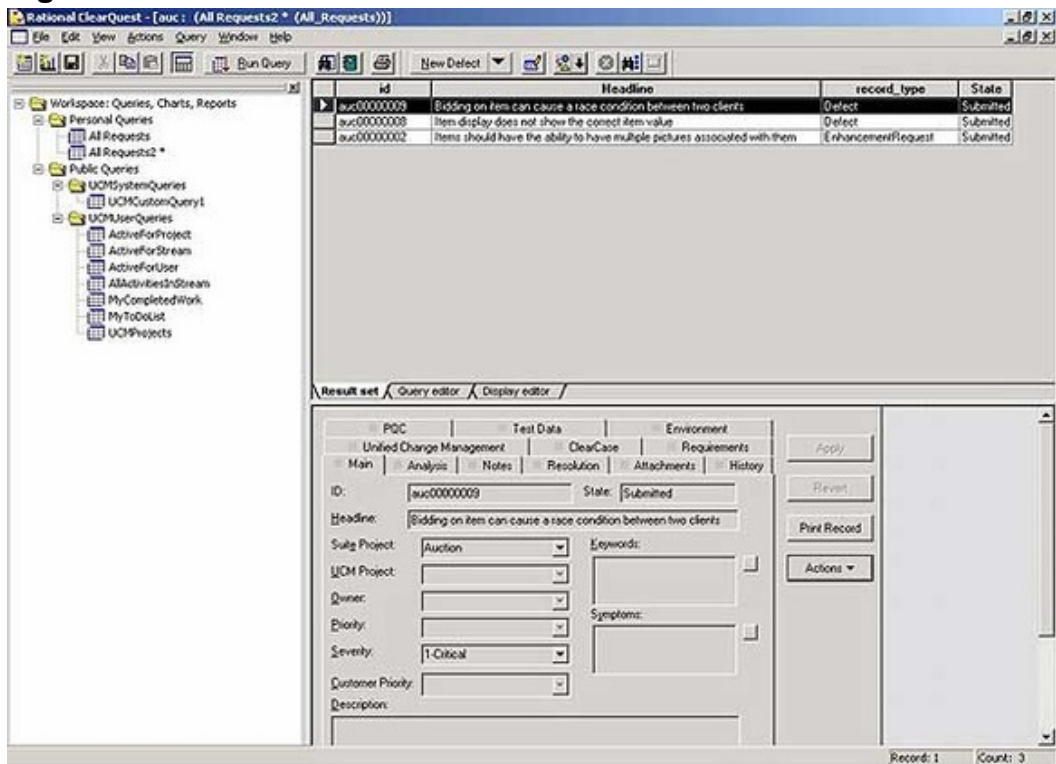 Rational ClearQuest - [auc : (All Requests2 * (All_Requests))]
File Edit View Actions Query Window Help
Run Query New Defect
Workspace: Queries, Charts, Reports
Personal Queries
All Requests
All Requests2 *
Public Queries
UCMSystemQueries
UCMCustomQuery1
UCMUserQueries
ActiveForProject
ActiveForStream
ActiveForUser
AllActivitiesInStream
MyCompletedWork
MyToDoList
UCMProjects
id Headline record_type State
auc00000009 Bidding on item can cause a race condition between two clients Defect Submitted
auc00000008 Item display does not show the correct item value Defect Submitted
auc00000002 Items should have the ability to have multiple pictures associated with them EnhancementRequest Submitted
Result set Query editor Display editor
PQC Test Data Environment
Unified Change Management ClearCase Requirements
Main Analysis Notes Resolution Attachments History
ID: auc00000009 State: Submitted
Headline: Bidding on item can cause a race condition between two clients
Suite Project: Auction Keywords:
UCM Project:
Owner:
Symptoms:
Priority:
Severity: 1-Critical
Customer Priority:
Description:
Apply
Revert
Print Record
Actions
Record: 1 Count: 3